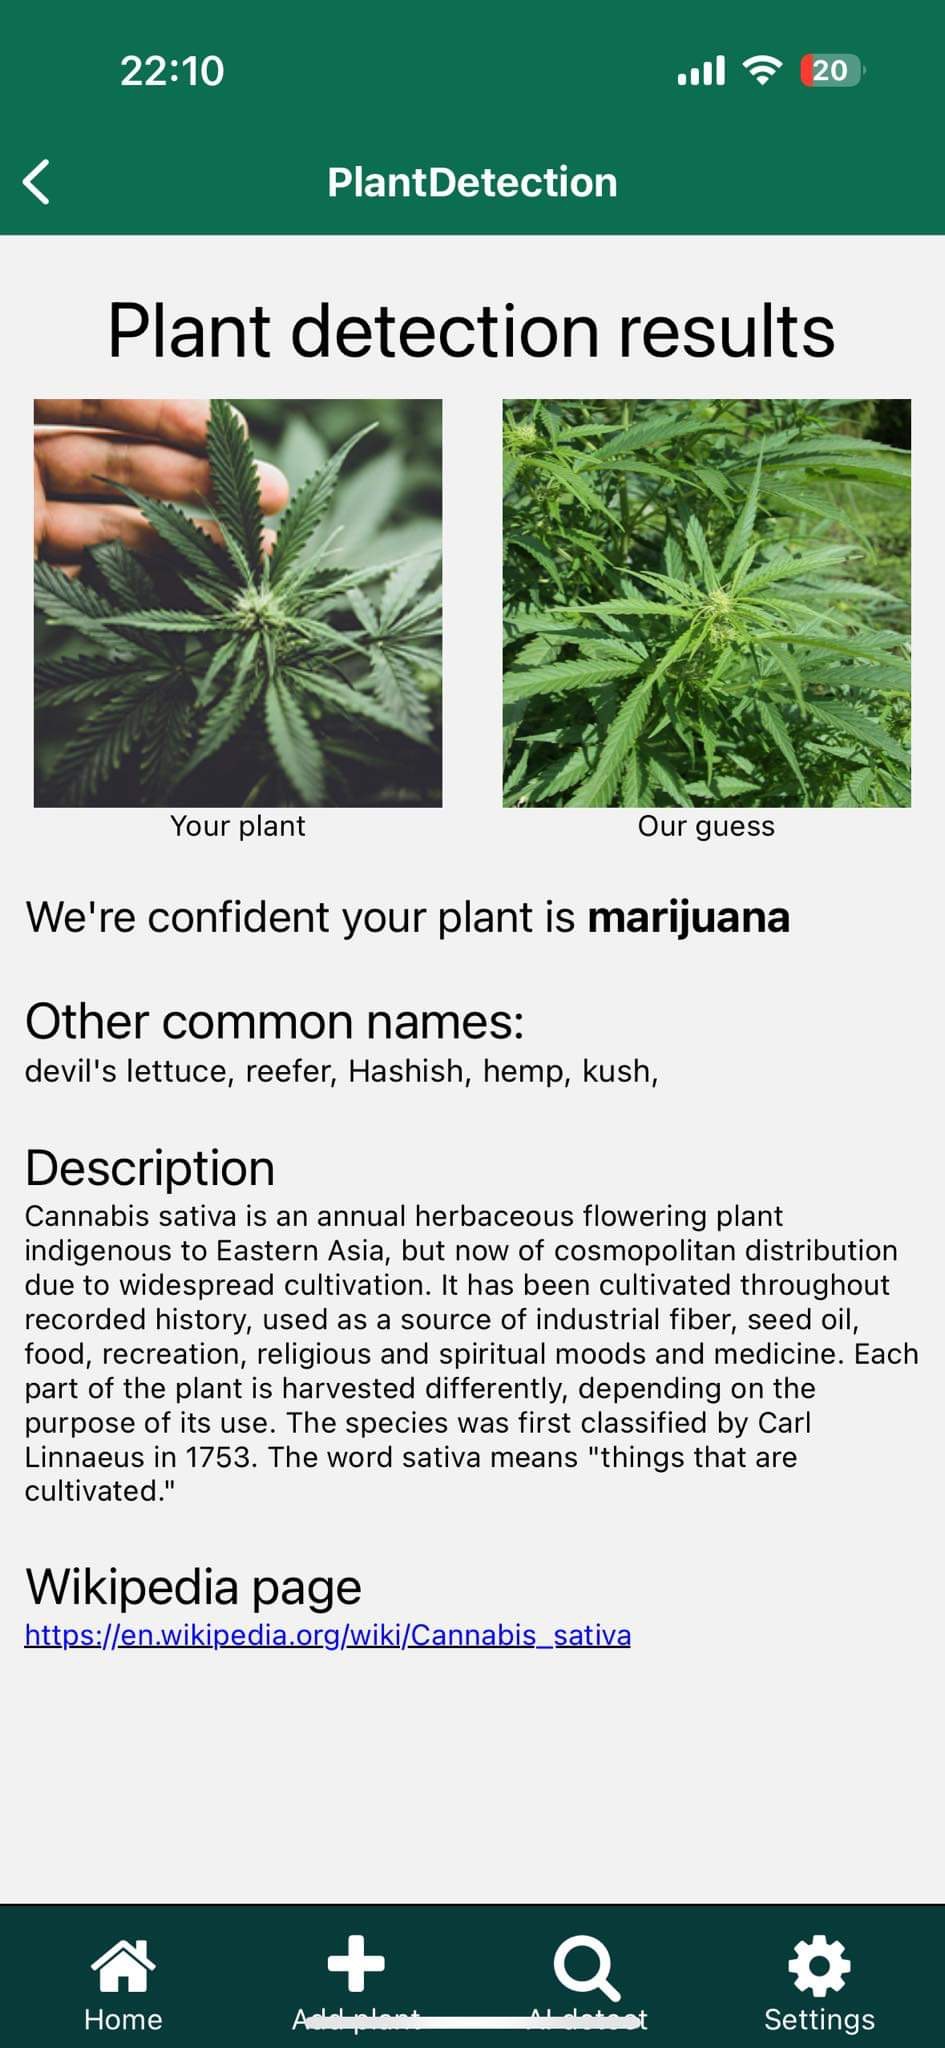 22:10
20
PlantDetection
Plant detection results
Your plant
Our guess
We're confident your plant is marijuana
Other common names:
devil's lettuce, reefer, Hashish, hemp, kush,
Description
Cannabis sativa is an annual herbaceous flowering plant
indigenous to Eastern Asia, but now of cosmopolitan distribution
due to widespread cultivation. It has been cultivated throughout
recorded history, used as a source of industrial fiber, seed oil,
food, recreation, religious and spiritual moods and medicine. Each
part of the plant is harvested differently, depending on the
purpose of its use. The species was first classified by Carl
Linnaeus in 1753. The word sativa means "things that are
cultivated."
Wikipedia page
https://en.wikipedia.org/wiki/Cannabis_sativa
Home
Add plant
AI detect
Settings